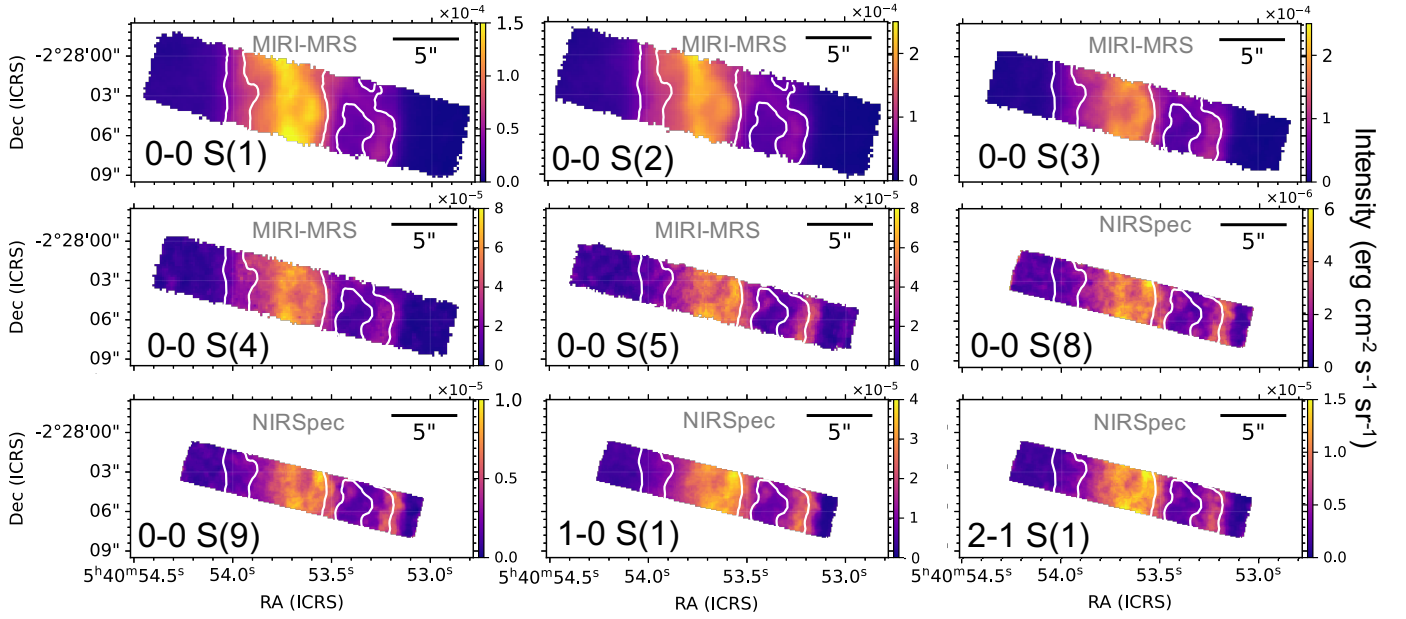 ×10⁻⁴
×10⁻⁴
×10⁻⁴
MIRI-MRS
5"
1.5
1.0
0.5
0.0
0-0 S(1)
MIRI-MRS
5"
2
1
0
0-0 S(2)
MIRI-MRS
5"
2
1
0
0-0 S(3)
Dec (ICRS)
-2°28'00"
03"
06"
09"
×10⁻⁵
×10⁻⁵
×10⁻⁶
MIRI-MRS
5"
8
6
4
2
0
0-0 S(4)
MIRI-MRS
5"
8
6
4
2
0
0-0 S(5)
NIRSpec
5"
6
4
2
0
0-0 S(8)
Dec (ICRS)
-2°28'00"
03"
06"
09"
×10⁻⁵
×10⁻⁵
×10⁻⁵
NIRSpec
5"
1.0
0.5
0.0
0-0 S(9)
NIRSpec
5"
4
3
2
1
0
1-0 S(1)
NIRSpec
5"
1.5
1.0
0.5
0.0
2-1 S(1)
Dec (ICRS)
-2°28'00"
03"
06"
09"
5ʰ40ᵐ54.5ˢ 54.0ˢ 53.5ˢ 53.0ˢ
5ʰ40ᵐ54.5ˢ 54.0ˢ 53.5ˢ 53.0ˢ
5ʰ40ᵐ54.5ˢ 54.0ˢ 53.5ˢ 53.0ˢ
RA (ICRS)
RA (ICRS)
RA (ICRS)
Intensity (erg cm⁻² s⁻¹ sr⁻¹)